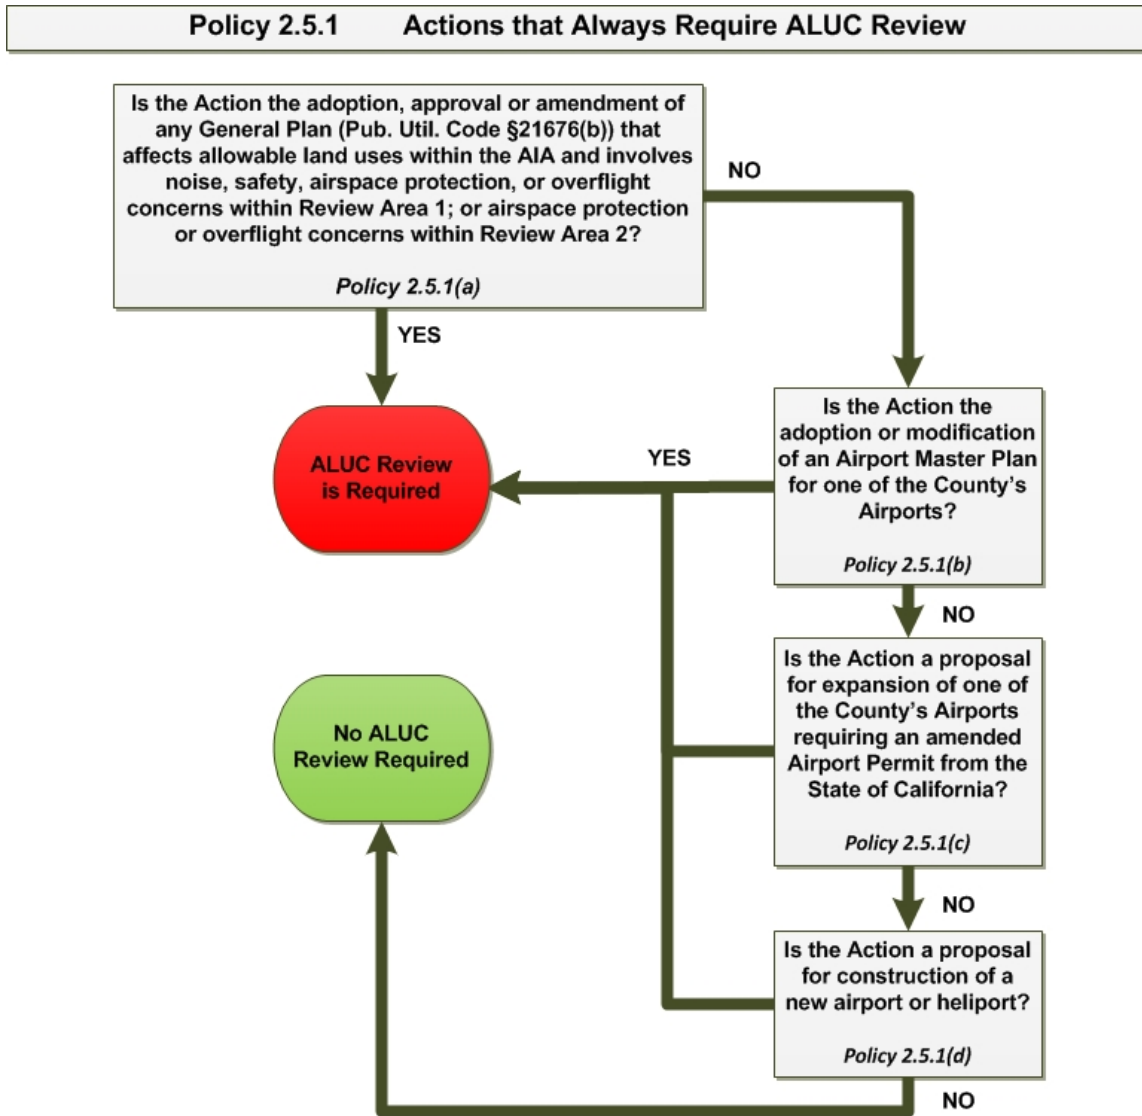 Policy 2.5.1 Actions that Always Require ALUC Review
Is the Action the adoption, approval or amendment of
any General Plan (Pub. Util. Code §21676(b)) that
affects allowable land uses within the AIA and involves
noise, safety, airspace protection, or overflight
concerns within Review Area 1; or airspace protection
or overflight concerns within Review Area 2?
Policy 2.5.1(a)
NO
YES
ALUC Review
is Required
YES
Is the Action the
adoption or modification
of an Airport Master Plan
for one of the County’s
Airports?
Policy 2.5.1(b)
NO
Is the Action a proposal
for expansion of one of
the County’s Airports
requiring an amended
Airport Permit from the
State of California?
Policy 2.5.1(c)
No ALUC
Review Required
NO
Is the Action a proposal
for construction of a
new airport or heliport?
Policy 2.5.1(d)
NO